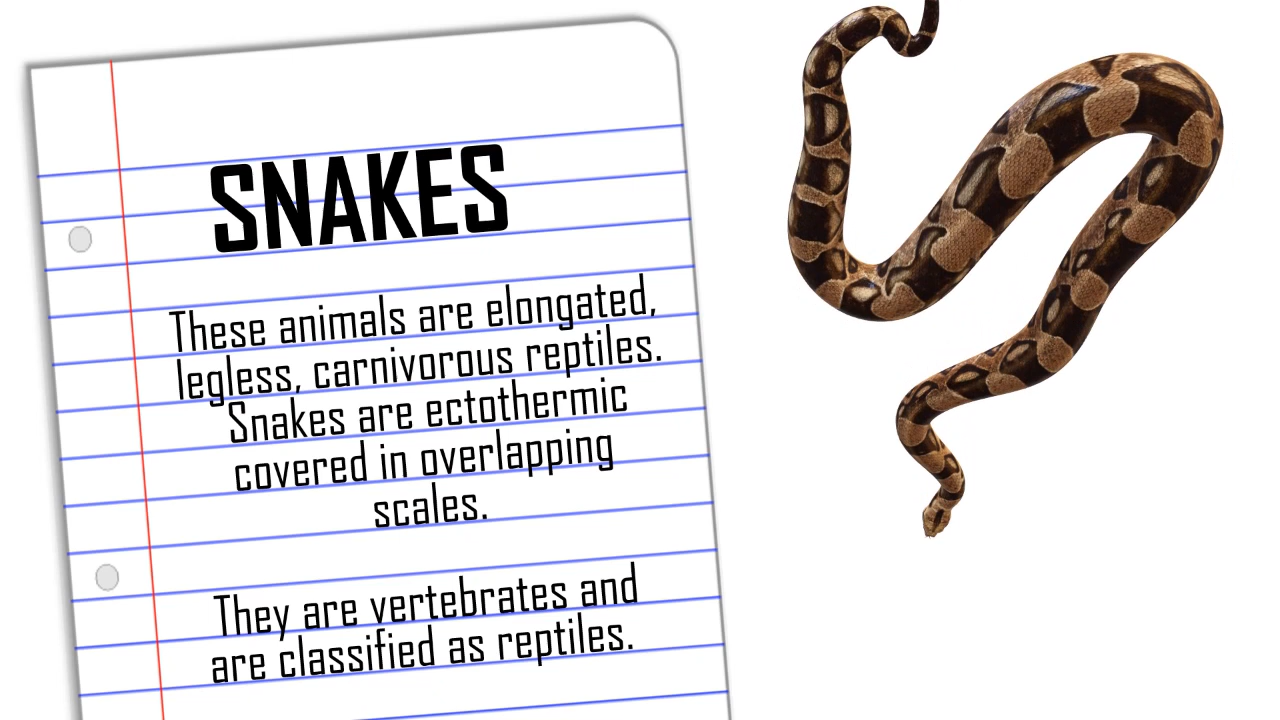 SNAKES
These animals are elongated,
legless, carnivorous reptiles.
Snakes are ectothermic
covered in overlapping
scales.
They are vertebrates and
are classified as reptiles.